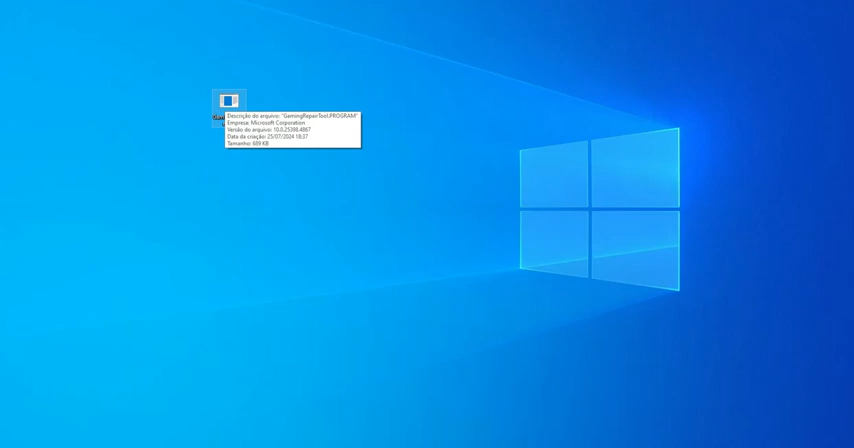 Descrição do arquivo: "GamingRepairTool.PROGRAM"
Empresa: Microsoft Corporation
Versão do arquivo: 10.0.25398.4867
Data da criação: 25/07/2024 18:37
Tamanho: 689 KB